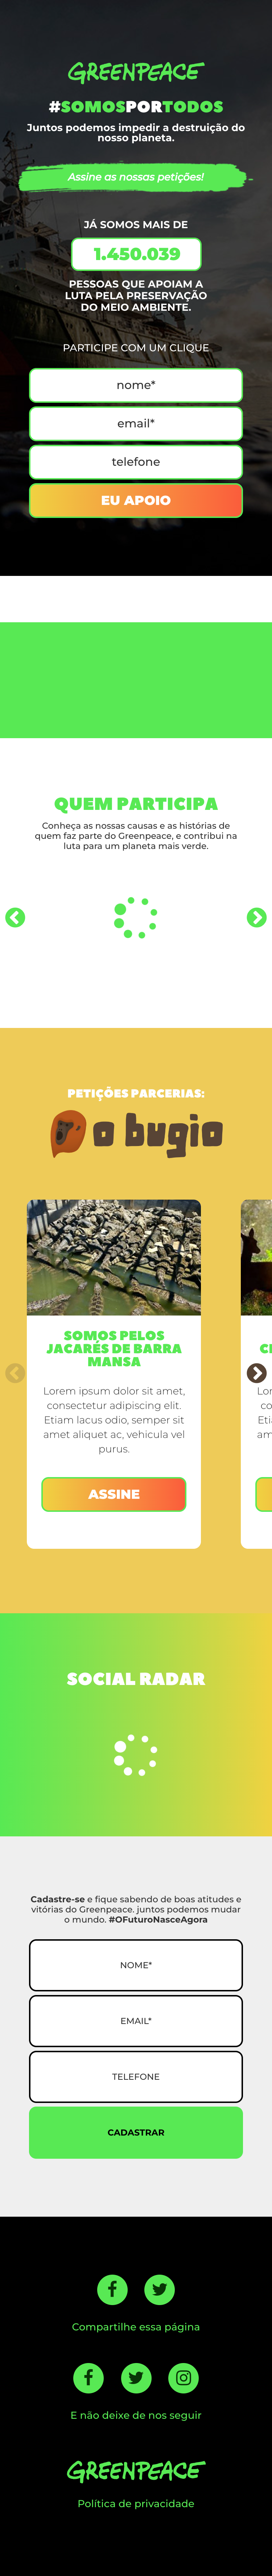 GREENPEACE
#SOMOSPORTODOS
Juntos podemos impedir a destruição do
nosso planeta.
Assine as nossas petições!
JÁ SOMOS MAIS DE
1.450.039
PESSOAS QUE APOIAM A
LUTA PELA PRESERVAÇÃO
DO MEIO AMBIENTE.
PARTICIPE COM UM CLIQUE
nome*
email*
telefone
EU APOIO
QUEM PARTICIPA
Conheça as nossas causas e as histórias de
quem faz parte do Greenpeace, e contribui na
luta para um planeta mais verde.
PETIÇÕES PARCERIAS:
o bugio
SOMOS PELOS
JACARÉS DE BARRA
MANSA
Lorem ipsum dolor sit amet,
consectetur adipiscing elit.
Etiam lacus odio, semper sit
amet aliquet ac, vehicula vel
purus.
ASSINE
SOCIAL RADAR
Cadastre-se e fique sabendo de boas atitudes e
vitórias do Greepeace. juntos podemos mudar
o mundo. #OFuturoNasceAgora
NOME*
EMAIL*
TELEFONE
CADASTRAR
Compartilhe essa página
E não deixe de nos seguir
GREENPEACE
Política de privacidade